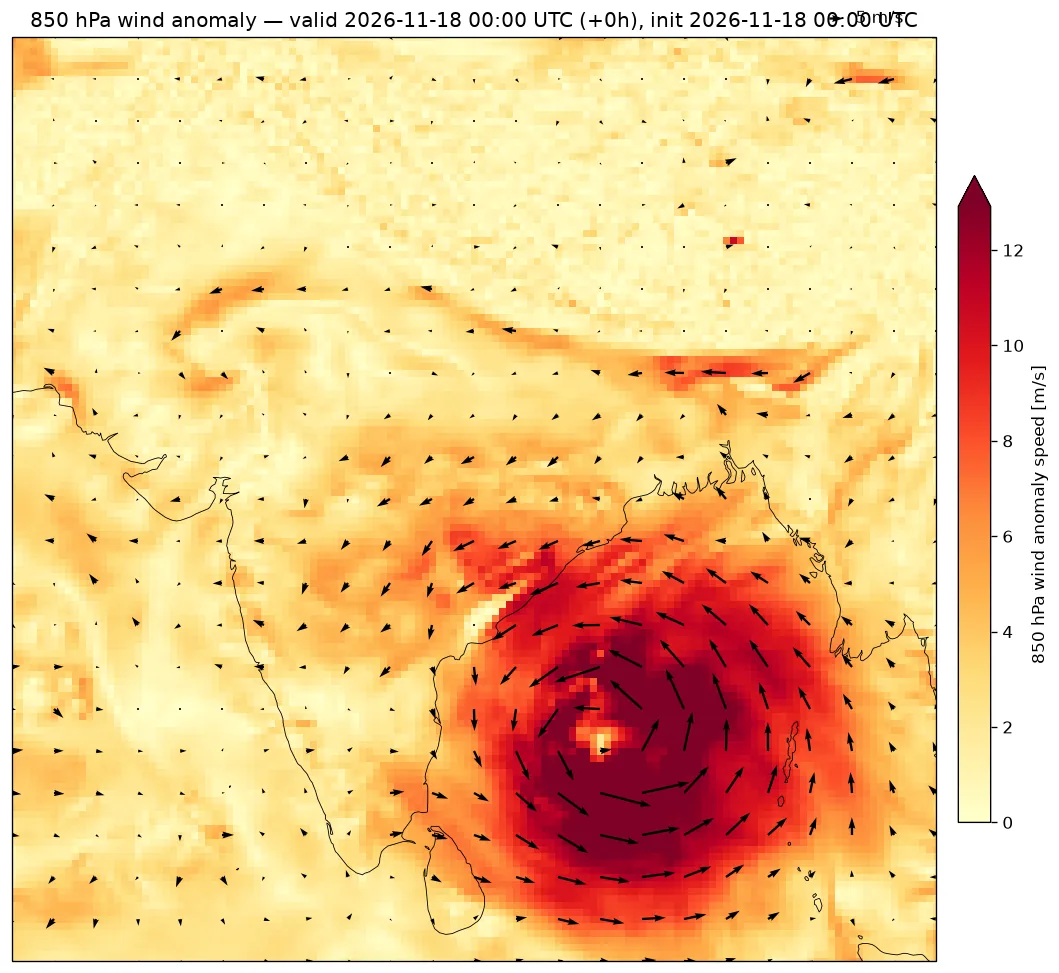 850 hPa wind anomaly — valid 2026-11-18 00:00 UTC (+0h), init 2026-11-18 00:00 UTC
5 m/s
12
10
8
6
4
2
0
850 hPa wind anomaly speed [m/s]